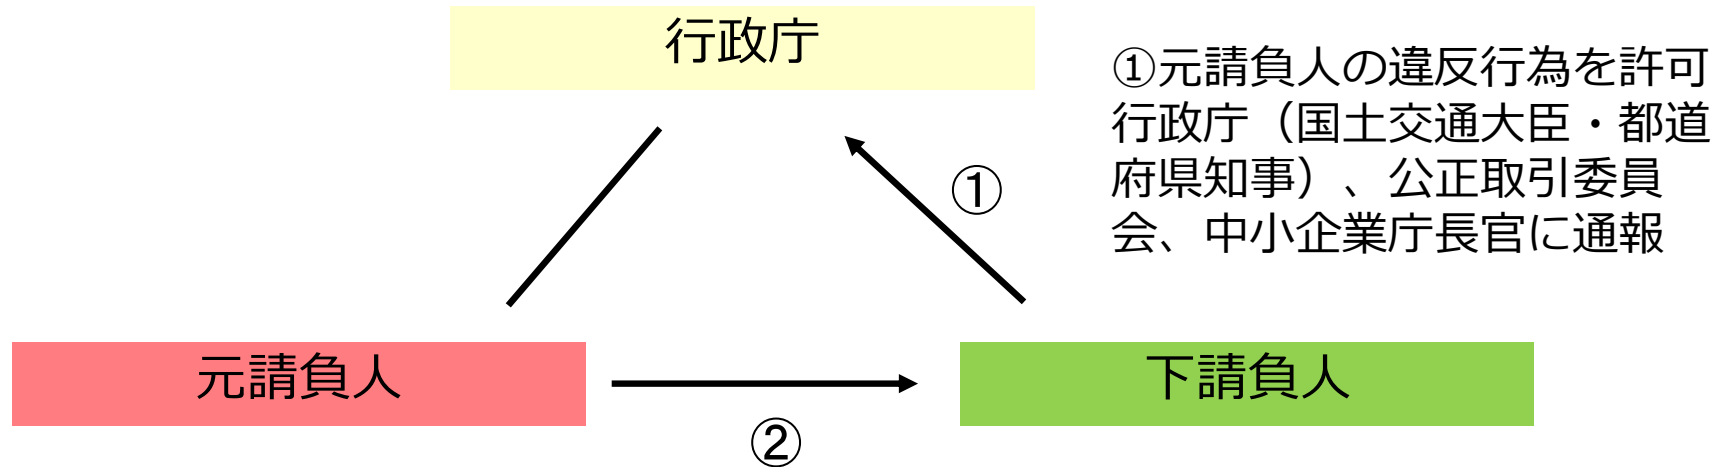 行政庁
①元請負人の違反行為を許可
行政庁（国土交通大臣・都道
府県知事）、公正取引委員
会、中小企業庁長官に通報
①
元請負人
下請負人
②